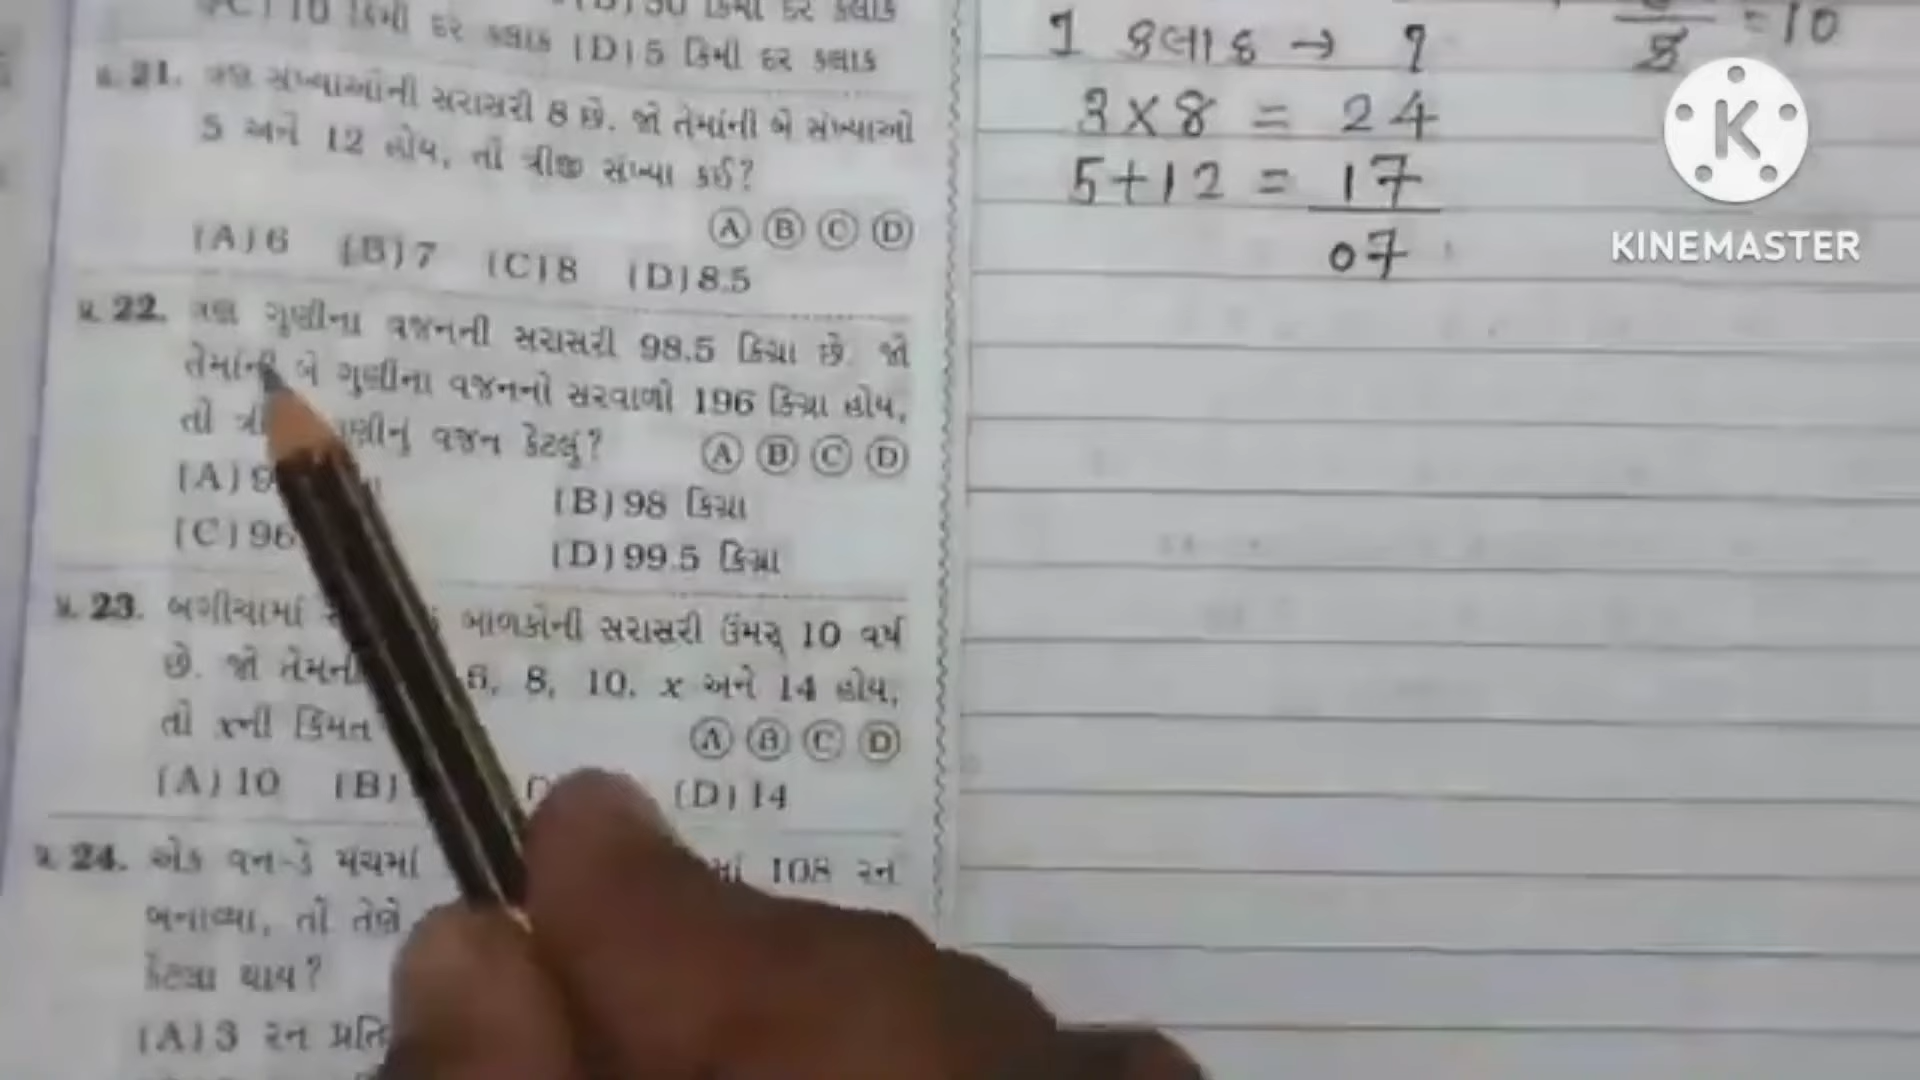 (C) 10 કિમી દર કલાક
(D) 5 કિમી દર કલાક
21. ત્રણ સંખ્યાઓની સરાસરી 8 છે. જો તેમાંની બે સંખ્યાઓ
5 અને 12 હોય, તો ત્રીજી સંખ્યા કઈ?
A B C D
(A) 6 (B) 7 (C) 8 (D) 8.5
પ્ર. 22. ત્રણ ગુણીના વજનની સરાસરી 98.5 કિગ્રા છે. જો
તેમાંની બે ગુણીના વજનનો સરવાળો 196 કિગ્રા હોય,
તો વજન કેટલું? A B C D
(A) (B) 98 કિગ્રા
(C) 96 (D) 99.5 કિગ્રા
પ્ર. 23. બગીચામાં બાળકોની સરાસરી ઉંમર 10 વર્ષ
છે. જો તેમની 8, 10, x અને 14 હોય,
તો xની કિંમત A B C D
(A) 10 (B) (D) 14
24. એક વન-ડે મેચમાં 108 રન
બનાવ્યા, તો તેણે
કેટલા થાય?
(A) 3 રન પ્રતિ
= 10
1 કલાક → ?
3 × 8 = 24
5 + 12 = 17
07
K
KINEMASTER